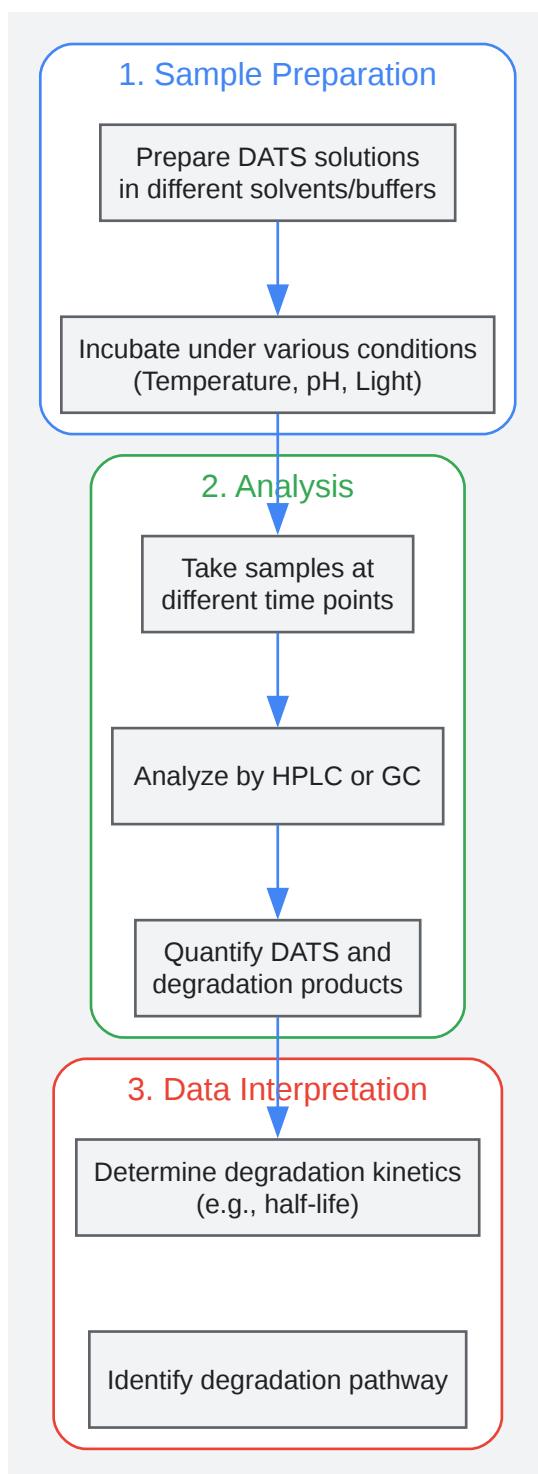 1. Sample Preparation
Prepare DATS solutions
in different solvents/buffers
Incubate under various conditions
(Temperature, pH, Light)
2. Analysis
Take samples at
different time points
Analyze by HPLC or GC
Quantify DATS and
degradation products
3. Data Interpretation
Determine degradation kinetics
(e.g., half-life)
Identify degradation pathway